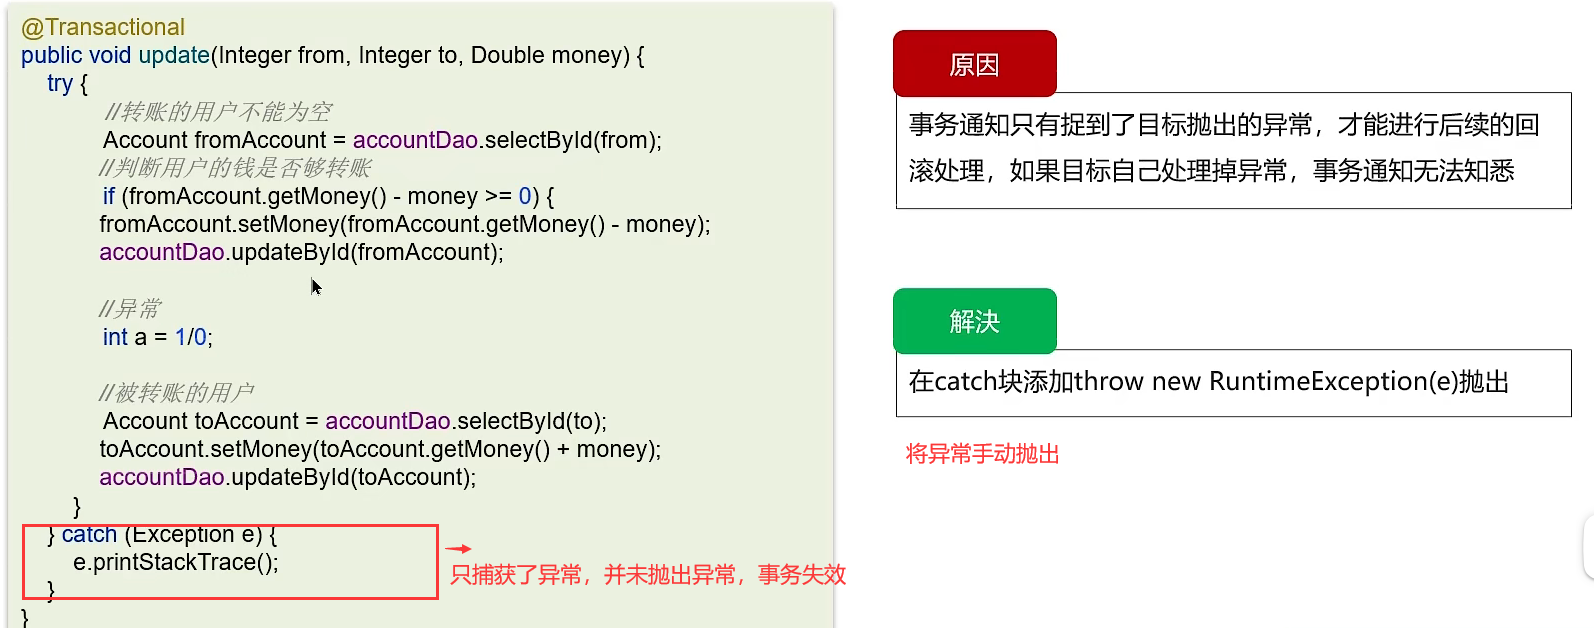 @Transactional
public void update(Integer from, Integer to, Double money) {
try {
//转账的用户不能为空
Account fromAccount = accountDao.selectById(from);
//判断用户的钱是否够转账
if (fromAccount.getMoney() - money >= 0) {
fromAccount.setMoney(fromAccount.getMoney() - money);
accountDao.updateById(fromAccount);
//异常
int a = 1/0;
//被转账的用户
Account toAccount = accountDao.selectById(to);
toAccount.setMoney(toAccount.getMoney() + money);
accountDao.updateById(toAccount);
}
} catch (Exception e) {
e.printStackTrace();
}
}
只捕获了异常，并未抛出异常，事务失效
原因
事务通知只有捉到了目标抛出的异常，才能进行后续的回
滚处理，如果目标自己处理掉异常，事务通知无法知悉
解决
在catch块添加throw new RuntimeException(e)抛出
将异常手动抛出